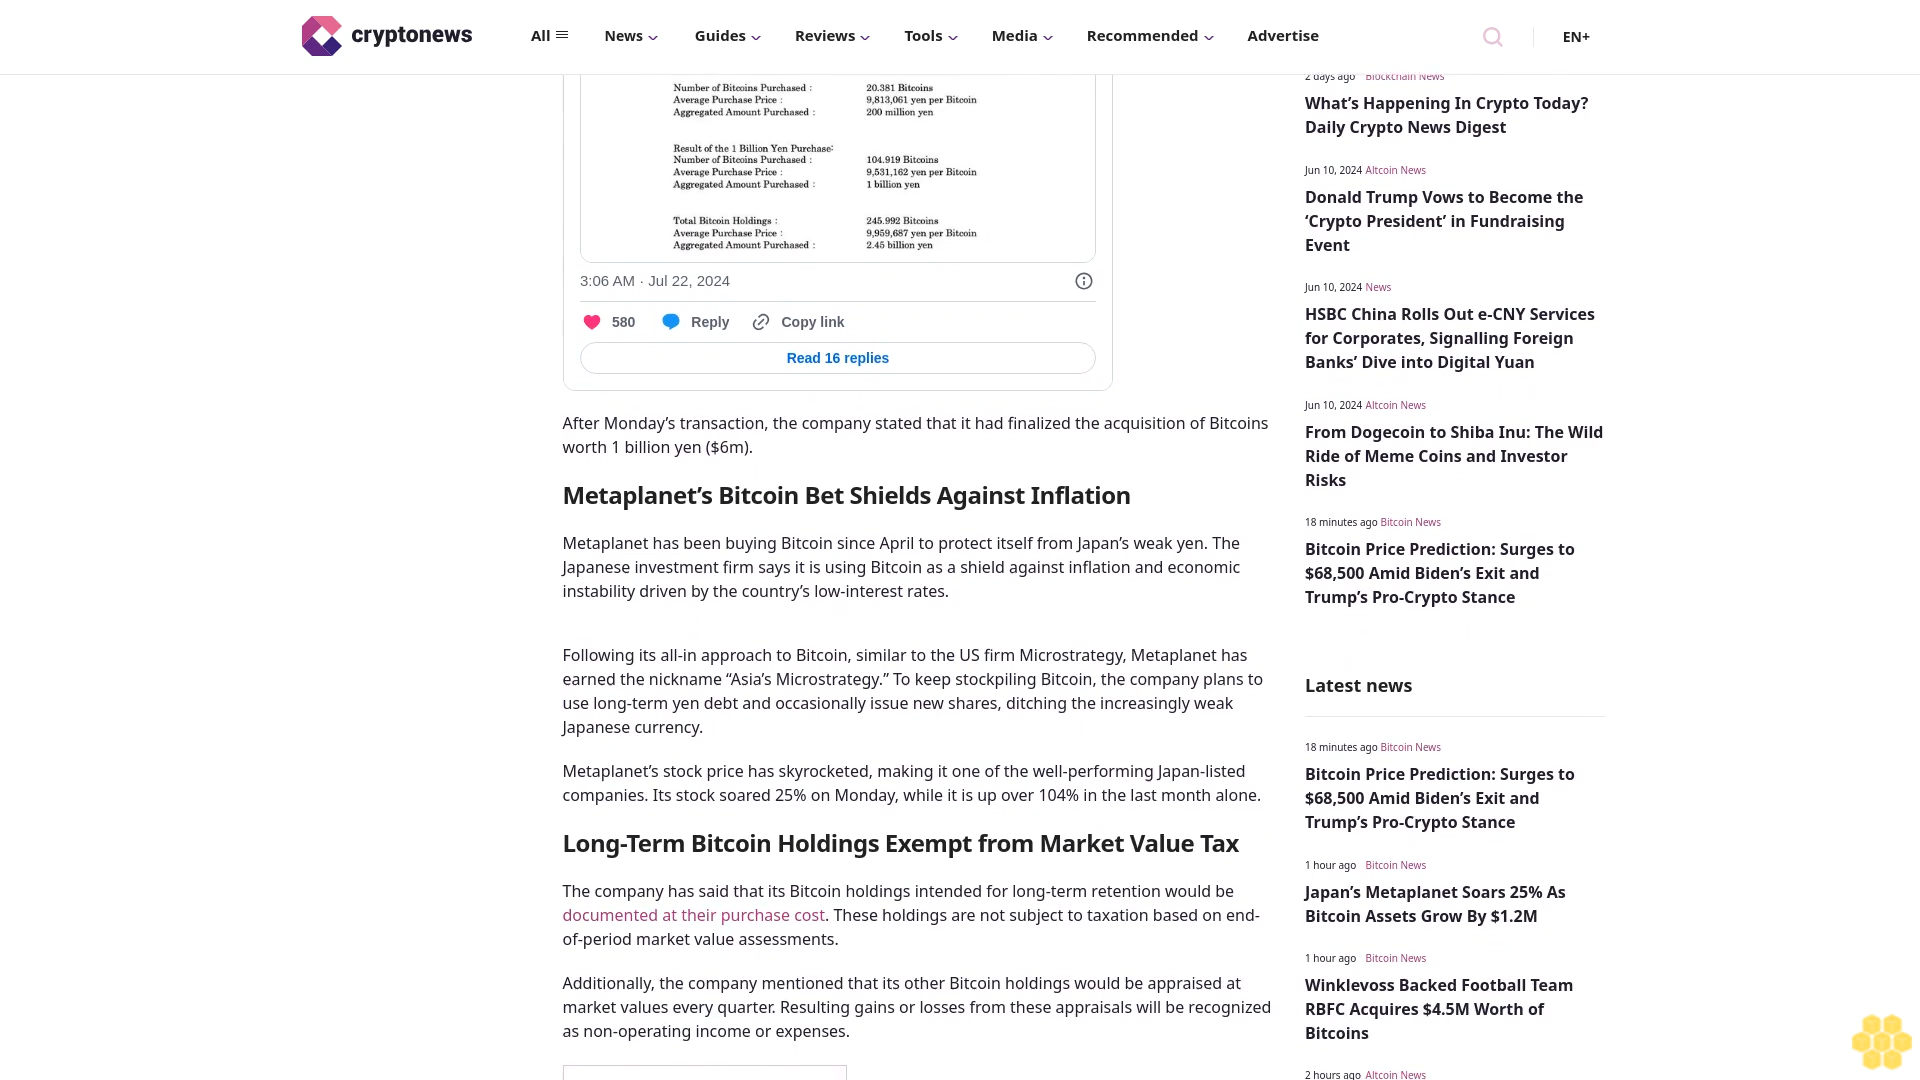 cryptonews
All
News
Guides
Reviews
Tools
Media
Recommended
Advertise
EN+
Number of Bitcoins Purchased : 20.381 Bitcoins
Average Purchase Price : 9,813,061 yen per Bitcoin
Aggregated Amount Purchased : 200 million yen
Result of the 1 Billion Yen Purchase:
Number of Bitcoins Purchased : 104.919 Bitcoins
Average Purchase Price : 9,531,162 yen per Bitcoin
Aggregated Amount Purchased : 1 billion yen
Total Bitcoin Holdings : 245.992 Bitcoins
Average Purchase Price : 9,959,687 yen per Bitcoin
Aggregated Amount Purchased : 2.45 billion yen
3:06 AM · Jul 22, 2024
580 Reply Copy link
Read 16 replies
After Monday’s transaction, the company stated that it had finalized the acquisition of Bitcoins
worth 1 billion yen ($6m).
Metaplanet’s Bitcoin Bet Shields Against Inflation
Metaplanet has been buying Bitcoin since April to protect itself from Japan’s weak yen. The
Japanese investment firm says it is using Bitcoin as a shield against inflation and economic
instability driven by the country’s low-interest rates.
Following its all-in approach to Bitcoin, similar to the US firm Microstrategy, Metaplanet has
earned the nickname “Asia’s Microstrategy.” To keep stockpiling Bitcoin, the company plans to
use long-term yen debt and occasionally issue new shares, ditching the increasingly weak
Japanese currency.
Metaplanet’s stock price has skyrocketed, making it one of the well-performing Japan-listed
companies. Its stock soared 25% on Monday, while it is up over 104% in the last month alone.
Long-Term Bitcoin Holdings Exempt from Market Value Tax
The company has said that its Bitcoin holdings intended for long-term retention would be
documented at their purchase cost. These holdings are not subject to taxation based on end-
of-period market value assessments.
Additionally, the company mentioned that its other Bitcoin holdings would be appraised at
market values every quarter. Resulting gains or losses from these appraisals will be recognized
as non-operating income or expenses.
2 days ago Blockchain News
What’s Happening In Crypto Today?
Daily Crypto News Digest
Jun 10, 2024 Altcoin News
Donald Trump Vows to Become the
‘Crypto President’ in Fundraising
Event
Jun 10, 2024 News
HSBC China Rolls Out e-CNY Services
for Corporates, Signalling Foreign
Banks’ Dive into Digital Yuan
Jun 10, 2024 Altcoin News
From Dogecoin to Shiba Inu: The Wild
Ride of Meme Coins and Investor
Risks
18 minutes ago Bitcoin News
Bitcoin Price Prediction: Surges to
$68,500 Amid Biden’s Exit and
Trump’s Pro-Crypto Stance
Latest news
18 minutes ago Bitcoin News
Bitcoin Price Prediction: Surges to
$68,500 Amid Biden’s Exit and
Trump’s Pro-Crypto Stance
1 hour ago Bitcoin News
Japan’s Metaplanet Soars 25% As
Bitcoin Assets Grow By $1.2M
1 hour ago Bitcoin News
Winklevoss Backed Football Team
RBFC Acquires $4.5M Worth of
Bitcoins
2 hours ago Altcoin News